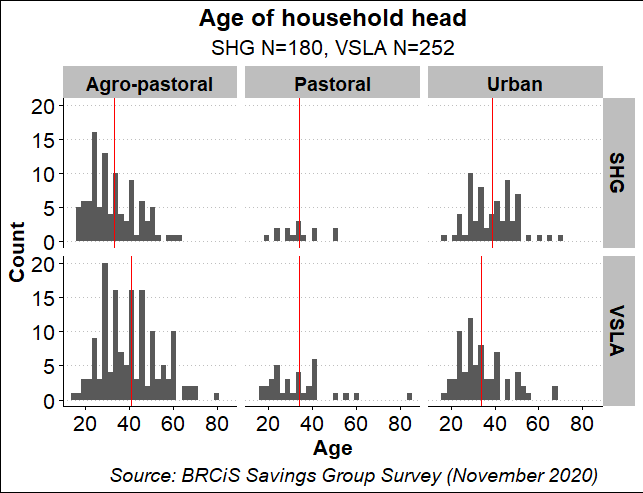 Age of household head
SHG N=180, VSLA N=252
Agro-pastoral Pastoral Urban
20
15
10
5
0
SHG
Count
20
15
10
5
0
VSLA
20 40 60 80 20 40 60 80 20 40 60 80
Age
Source: BRCiS Savings Group Survey (November 2020)